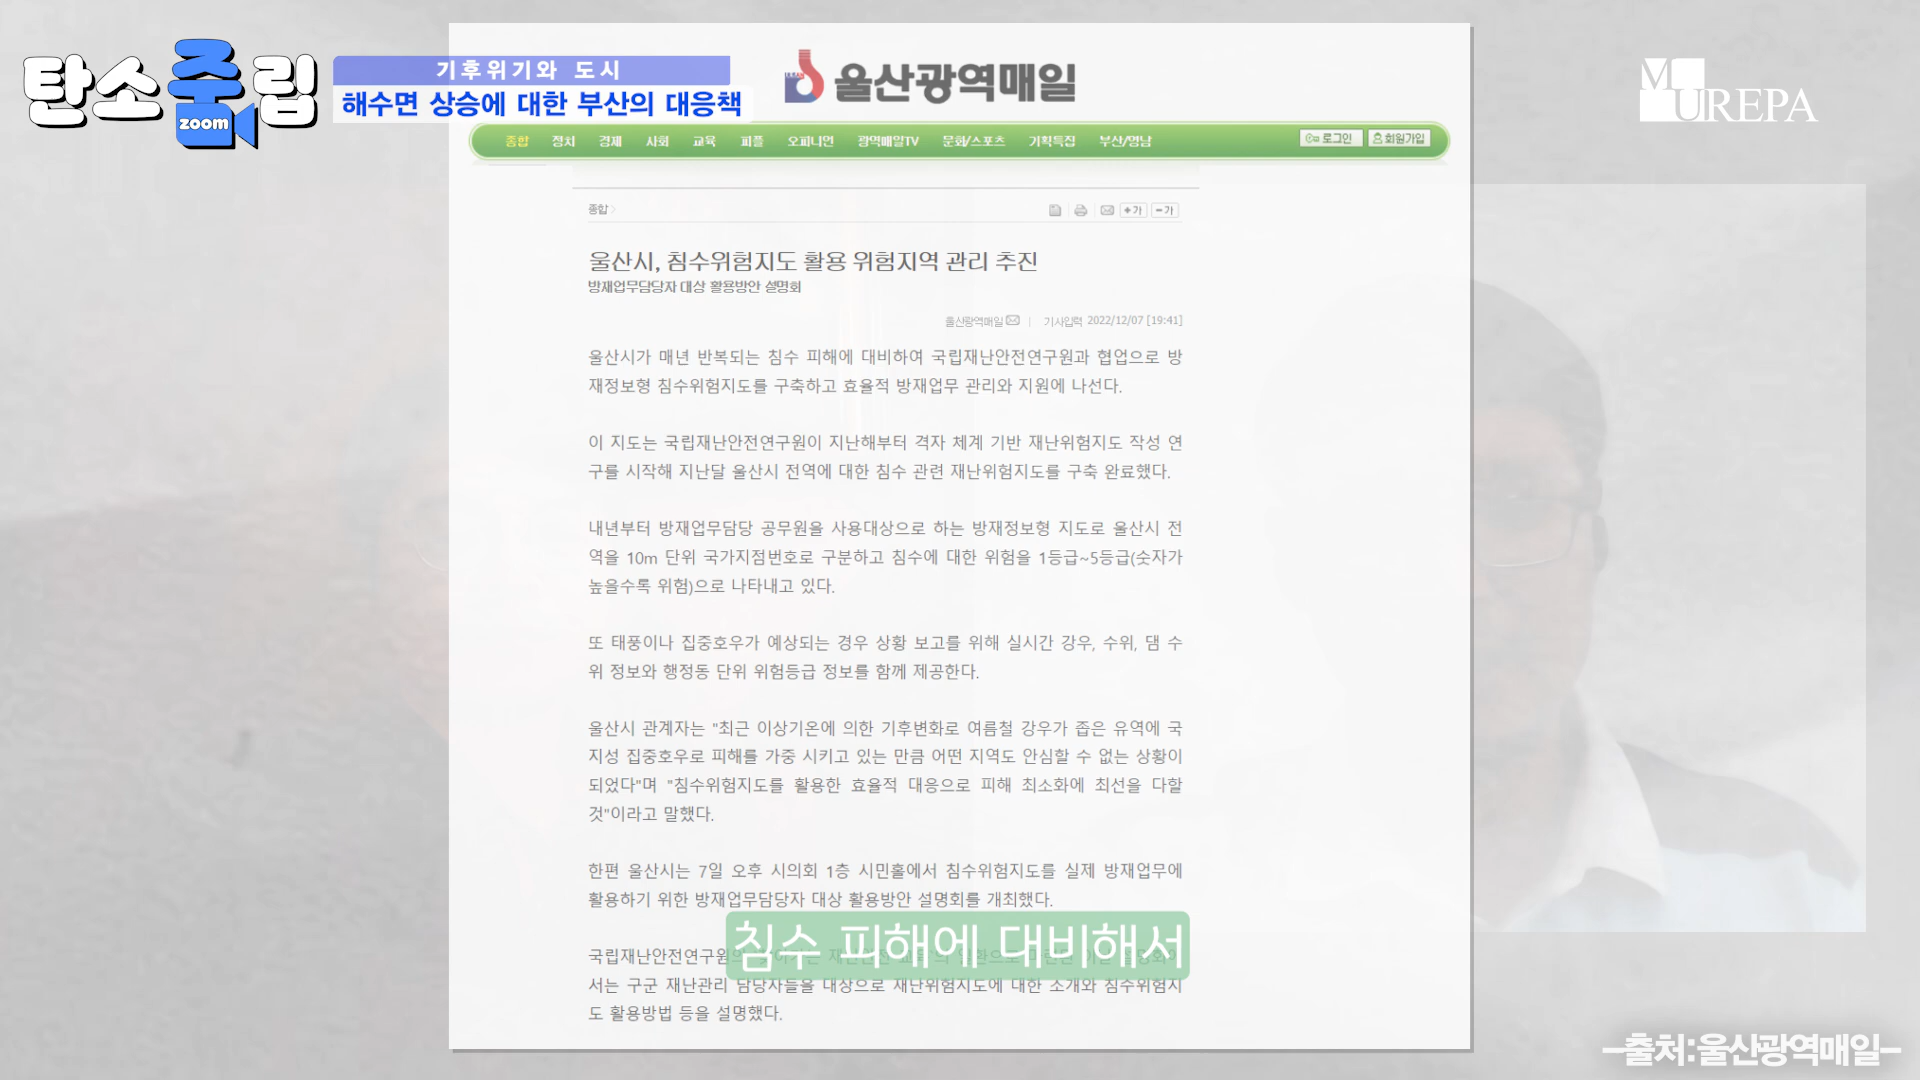 탄소중립
zoom
기후위기와 도시
해수면 상승에 대한 부산의 대응책
울산광역매일
MUREPA
종합 정치 경제 사회 교육 피플 오피니언 광역매일TV 문화/스포츠 기획특집 부산/영남 로그인 회원가입
종합
+가 -가
울산시, 침수위험지도 활용 위험지역 관리 추진
방재업무담당자 대상 활용방안 설명회
울산광역매일 | 기사입력 2022/12/07 [19:41]
울산시가 매년 반복되는 침수 피해에 대비하여 국립재난안전연구원과 협업으로 방
재정보형 침수위험지도를 구축하고 효율적 방재업무 관리와 지원에 나선다.
이 지도는 국립재난안전연구원이 지난해부터 격자 체계 기반 재난위험지도 작성 연
구를 시작해 지난달 울산시 전역에 대한 침수 관련 재난위험지도를 구축 완료했다.
내년부터 방재업무담당 공무원을 사용대상으로 하는 방재정보형 지도로 울산시 전
역을 10m 단위 국가지점번호로 구분하고 침수에 대한 위험을 1등급~5등급(숫자가
높을수록 위험)으로 나타내고 있다.
또 태풍이나 집중호우가 예상되는 경우 상황 보고를 위해 실시간 강우, 수위, 댐 수
위 정보와 행정동 단위 위험등급 정보를 함께 제공한다.
울산시 관계자는 "최근 이상기온에 의한 기후변화로 여름철 강우가 좁은 유역에 국
지성 집중호우로 피해를 가중 시키고 있는 만큼 어떤 지역도 안심할 수 없는 상황이
되었다"며 "침수위험지도를 활용한 효율적 대응으로 피해 최소화에 최선을 다할
것"이라고 말했다.
한편 울산시는 7일 오후 시의회 1층 시민홀에서 침수위험지도를 실제 방재업무에
활용하기 위한 방재업무담당자 대상 활용방안 설명회를 개최했다.
국립재난안전연구원
침수 피해에 대비해서
서는 구군 재난관리 담당자들을 대상으로 재난위험지도에 대한 소개와 침수위험지
도 활용방법 등을 설명했다.
-출처:울산광역매일-